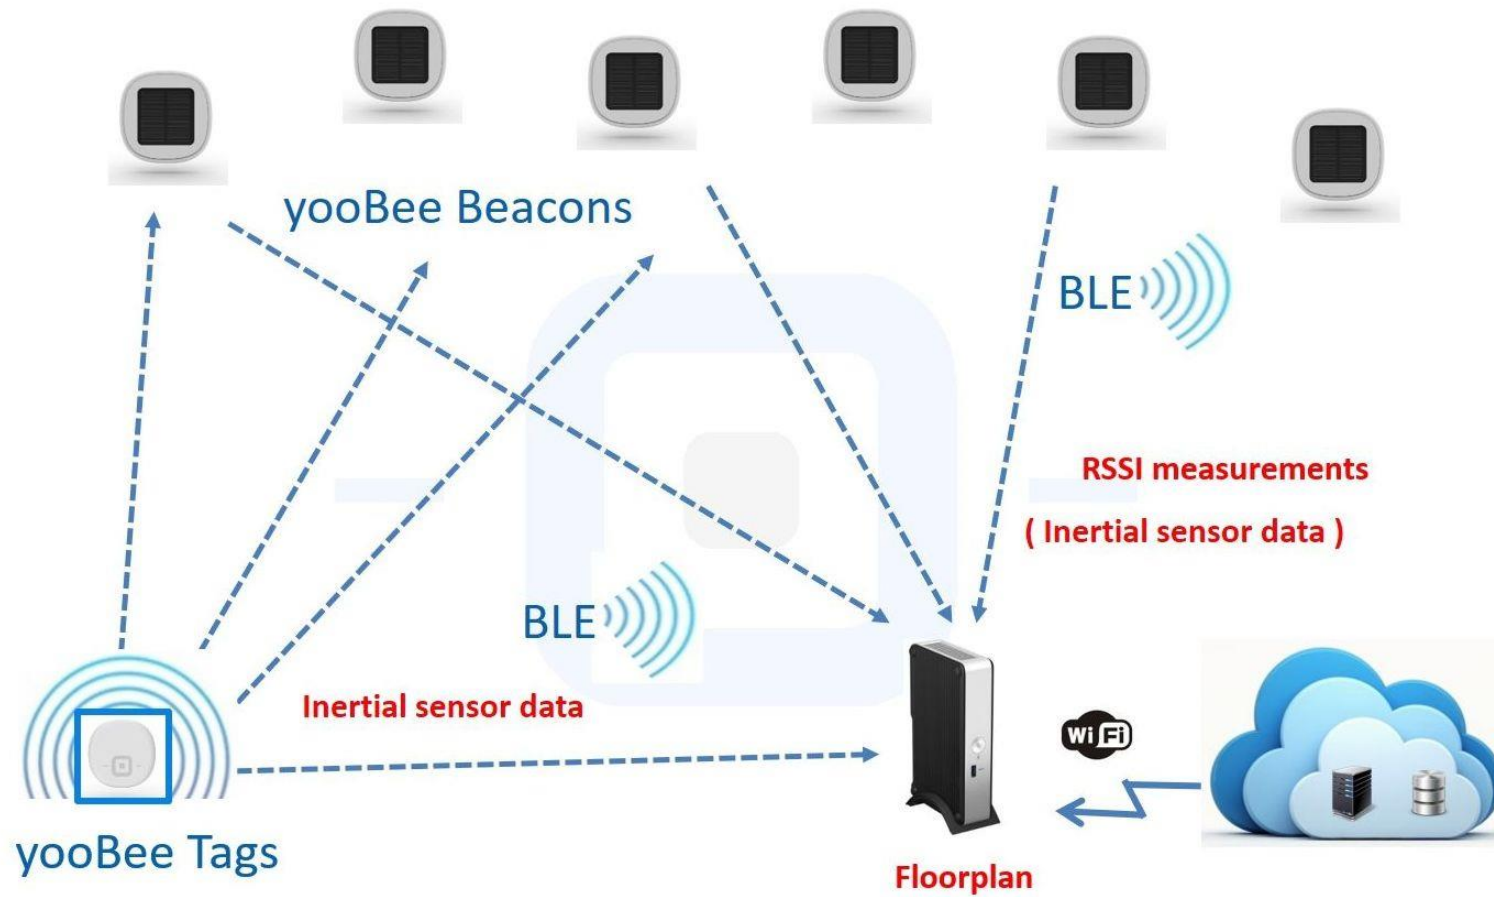 yooBee Beacons
BLE
RSSI measurements
( Inertial sensor data )
BLE
Inertial sensor data
Wi Fi
yooBee Tags
Floorplan